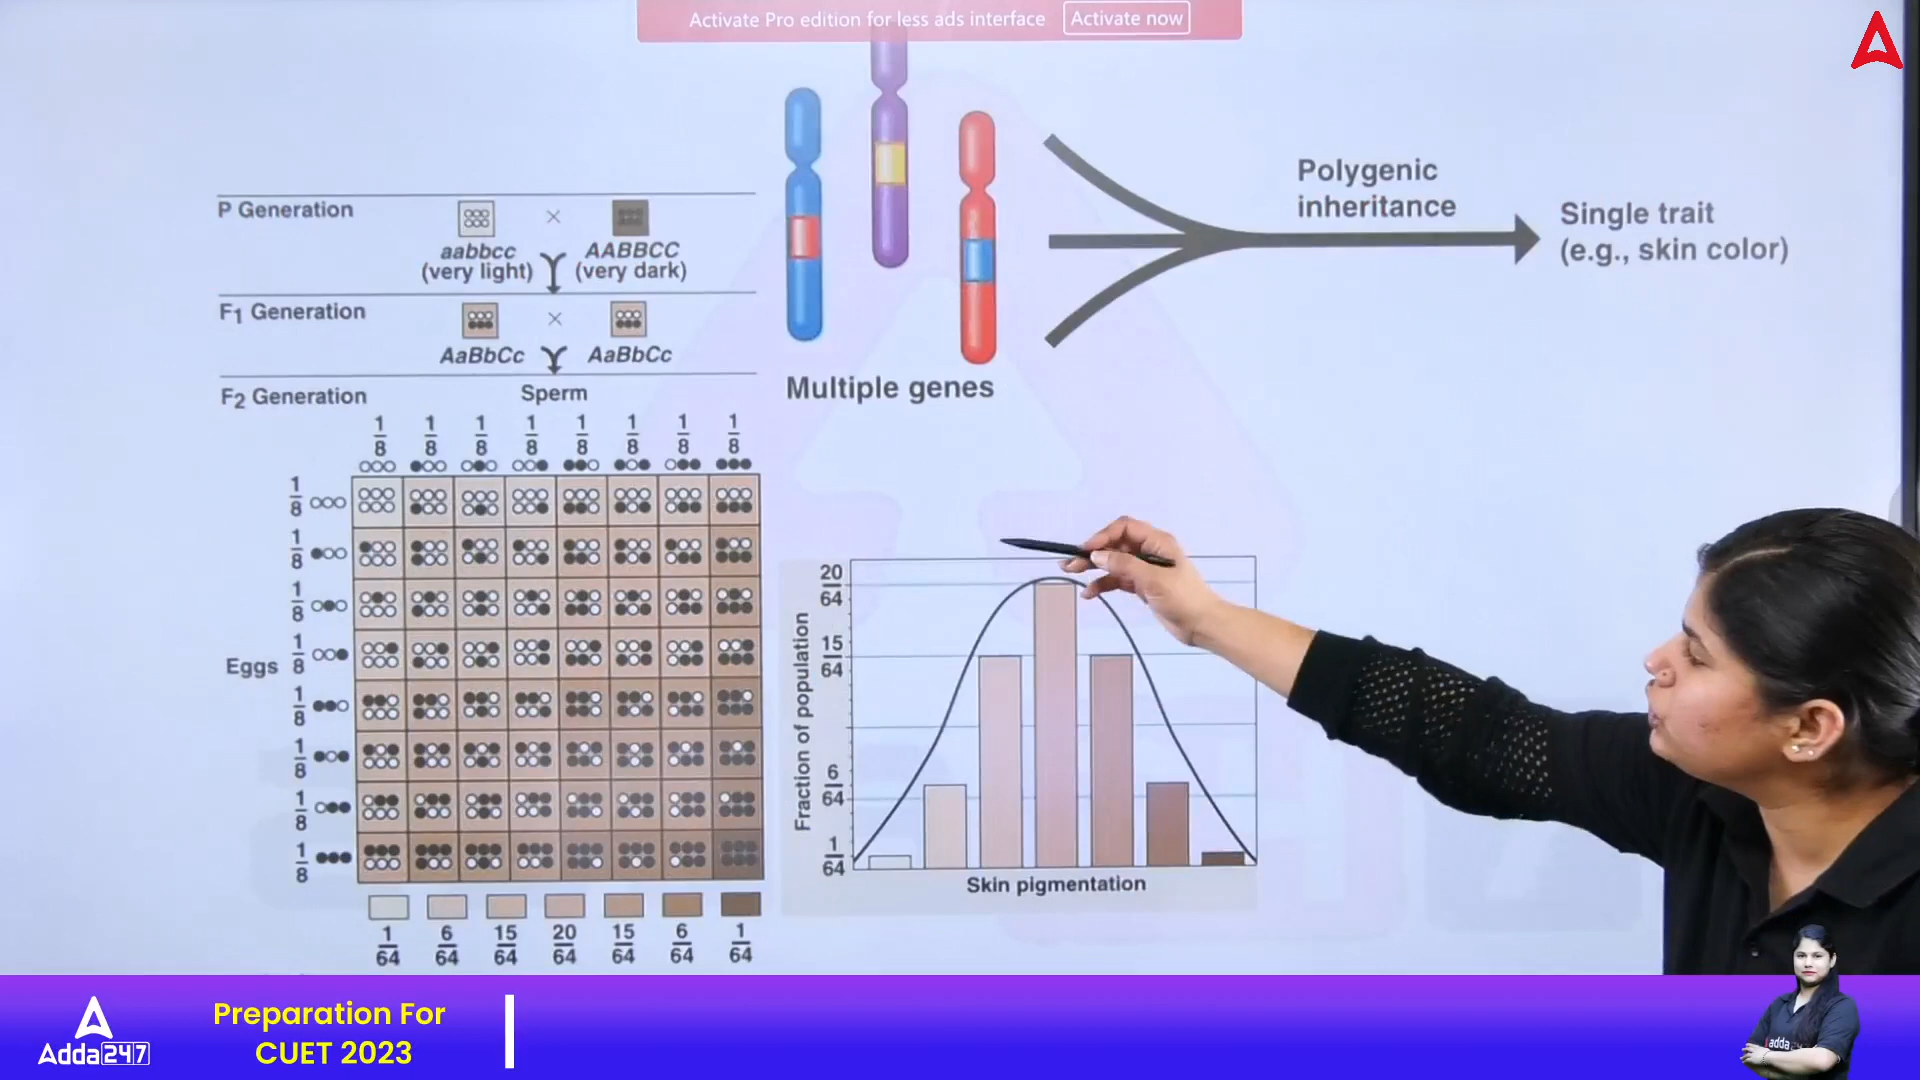 Activate Pro edition for less ads interface Activate now
P Generation
aabbcc
(very light)
×
AABBCC
(very dark)
F1 Generation
×
AaBbCc
AaBbCc
F2 Generation
Sperm
1/8 1/8 1/8 1/8 1/8 1/8 1/8 1/8
Eggs
1/8
1/8
1/8
1/8
1/8
1/8
1/8
1/8
1/64 6/64 15/64 20/64 15/64 6/64 1/64
Multiple genes
Polygenic
inheritance
Single trait
(e.g., skin color)
Fraction of population
20/64
15/64
6/64
1/64
Skin pigmentation
Adda247
Preparation For
CUET 2023
adda